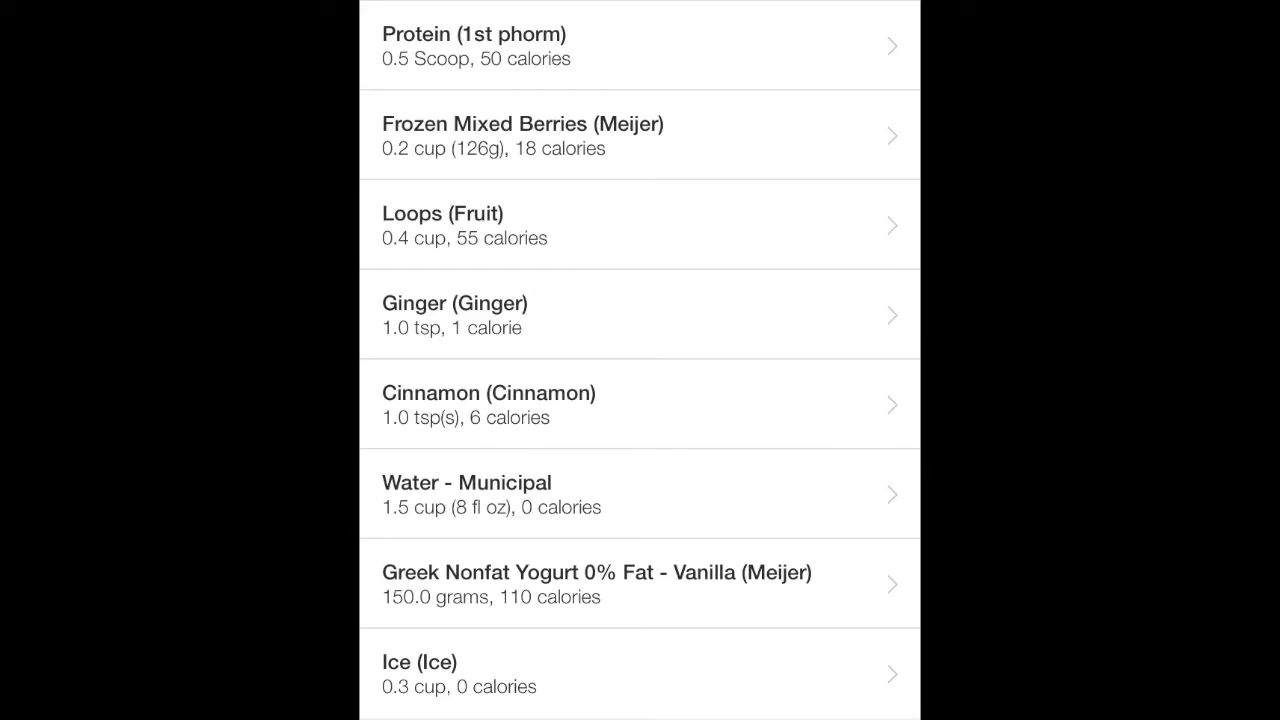 Protein (1st phorm)
0.5 Scoop, 50 calories
Frozen Mixed Berries (Meijer)
0.2 cup (126g), 18 calories
Loops (Fruit)
0.4 cup, 55 calories
Ginger (Ginger)
1.0 tsp, 1 calorie
Cinnamon (Cinnamon)
1.0 tsp(s), 6 calories
Water - Municipal
1.5 cup (8 fl oz), 0 calories
Greek Nonfat Yogurt 0% Fat - Vanilla (Meijer)
150.0 grams, 110 calories
Ice (Ice)
0.3 cup, 0 calories